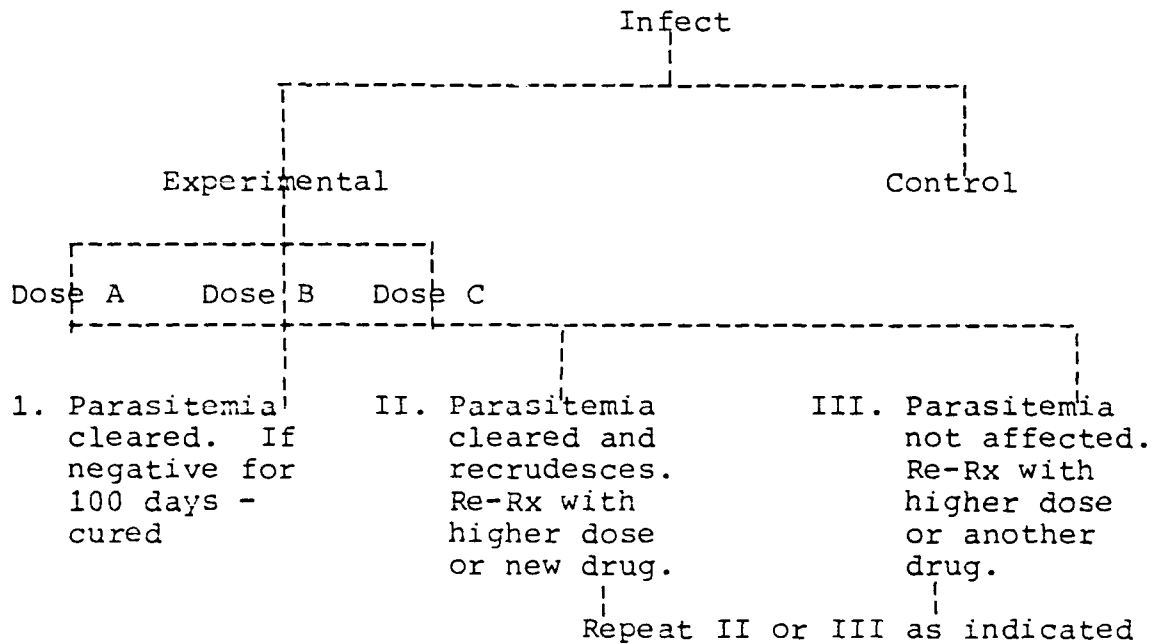 Infect
Experimental Control
Dose A Dose B Dose C
1. Parasitemia II. Parasitemia III. Parasitemia
cleared. If cleared and not affected.
negative for recrudesces. Re-Rx with
100 days - Re-Rx with higher dose
cured higher dose or another
or new drug. drug.
Repeat II or III as indicated